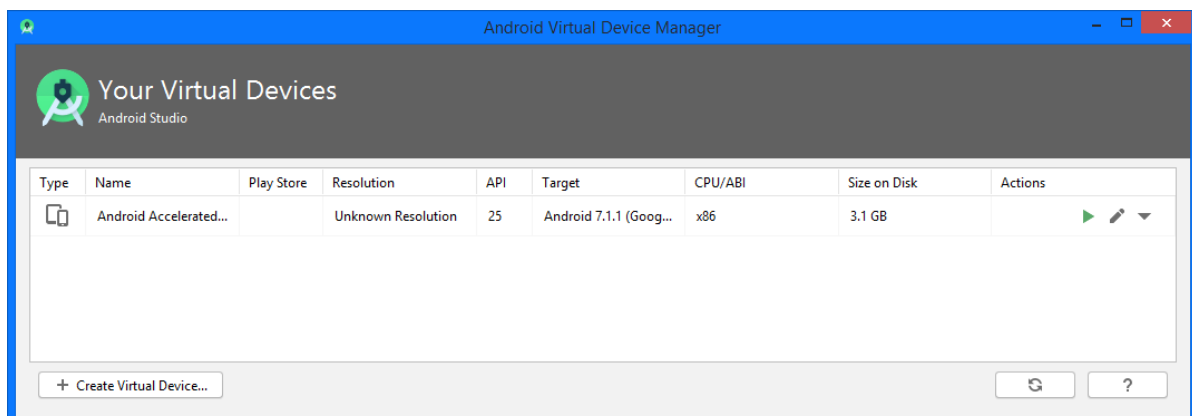 Android Virtual Device Manager
Your Virtual Devices
Android Studio
Type Name Play Store Resolution API Target CPU/ABI Size on Disk Actions
Android Accelerated... Unknown Resolution 25 Android 7.1.1 (Goog... x86 3.1 GB
+ Create Virtual Device... ?